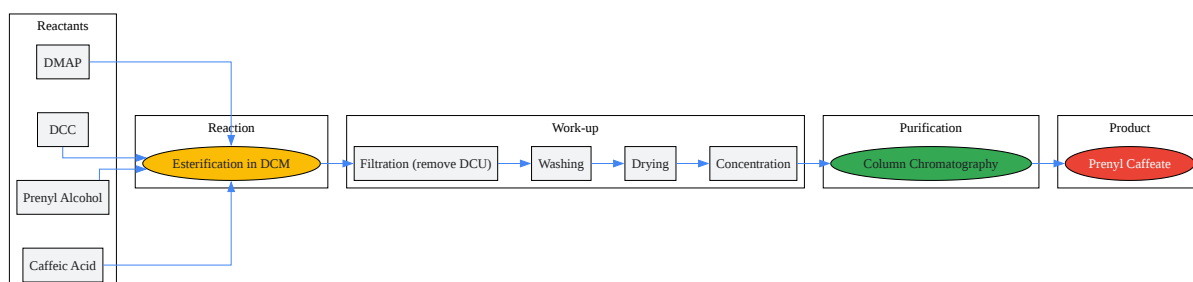 Reactants
DMAP
DCC
Prenyl Alcohol
Caffeic Acid
Reaction
Esterification in DCM
Work-up
Filtration (remove DCU)
Washing
Drying
Concentration
Purification
Column Chromatography
Product
Prenyl Caffeate